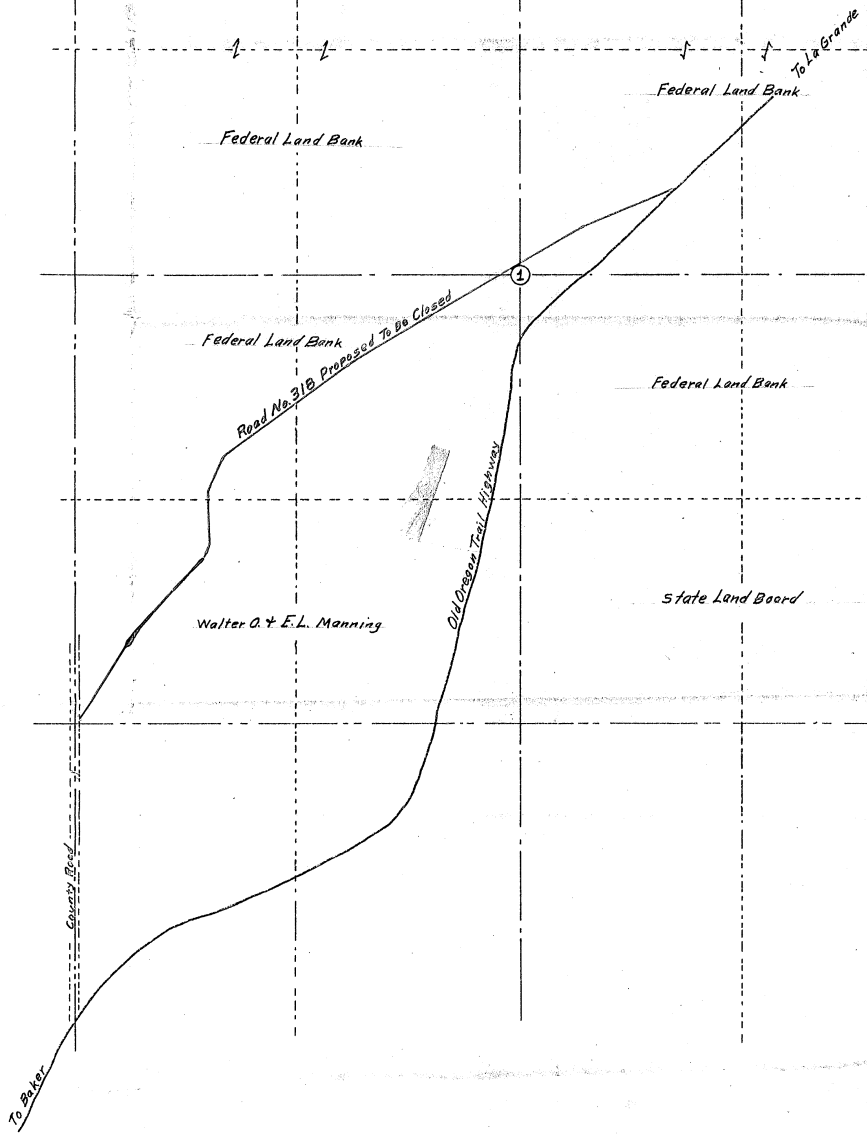 To La Grande
Federal Land Bank
Federal Land Bank
1
Road No. 318 Proposed To Be Closed
Federal Land Bank
Federal Land Bank
Old Oregon Trail Highway
State Land Board
Walter O. & E.L. Manning
County Road
To Baker